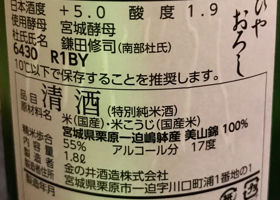 日本酒度 +5.0 酸度 1.9
使用酵母 宮城酵母
杜氏氏名 鎌田修司(南部杜氏)
6430 R1BY
10℃以下で保存することを推奨します。
ひやおろし
品目 清酒 (特別純米酒)
原材料名 米(国産)・米こうじ(国産米)
宮城県栗原市一迫嶋躰産 美山錦 100%
精米歩合 55% アルコール分 17度
内容量 1.8ℓ
金の井酒造株式会社
宮城県栗原市一迫字川口町浦1番地の1
製造年月